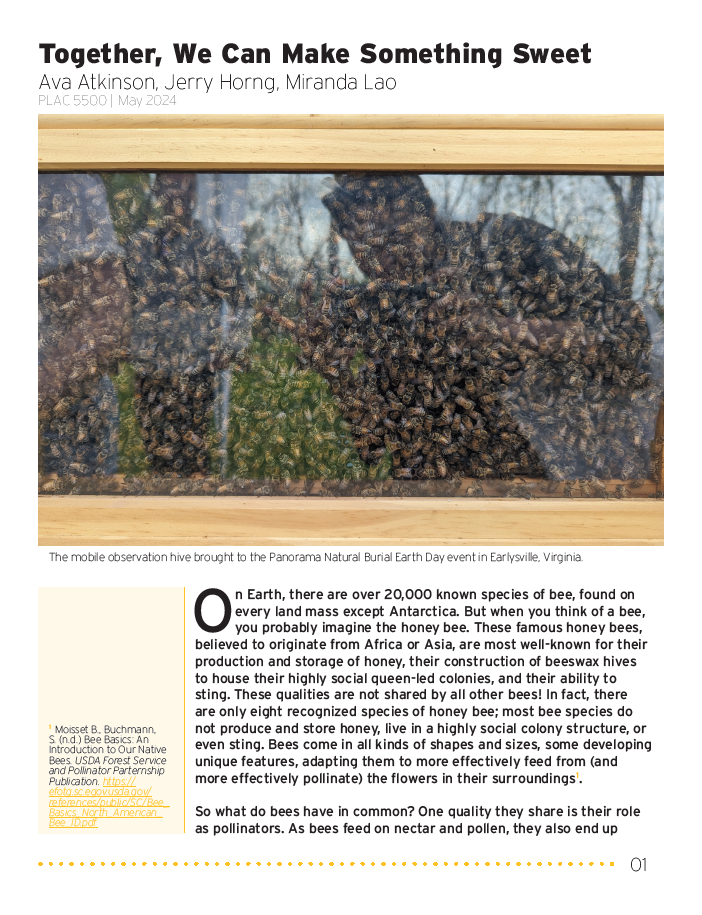 Together, We Can Make Something Sweet
Ava Atkinson, Jerry Horng, Miranda Lao
PLAC 5500 | May 2024
The mobile observation hive brought to the Panorama Natural Burial Earth Day event in Earlysville, Virginia.
On Earth, there are over 20,000 known species of bee, found on
every land mass except Antarctica. But when you think of a bee,
you probably imagine the honey bee. These famous honey bees,
believed to originate from Africa or Asia, are most well-known for their
production and storage of honey, their construction of beeswax hives
to house their highly social queen-led colonies, and their ability to
sting. These qualities are not shared by all other bees! In fact, there
are only eight recognized species of honey bee; most bee species do
not produce and store honey, live in a highly social colony structure, or
even sting. Bees come in all kinds of shapes and sizes, some developing
unique features, adapting them to more effectively feed from (and
more effectively pollinate) the flowers in their surroundings¹.
So what do bees have in common? One quality they share is their role
as pollinators. As bees feed on nectar and pollen, they also end up
¹ Moisset B., Buchmann,
S. (n.d.) Bee Basics: An
Introduction to Our Native
Bees. USDA Forest Service
and Pollinator Parternship
Publication. https://
efotg.sc.egov.usda.gov/
references/public/SC/Bee_
Basics_North_American_
Bee_ID.pdf
01